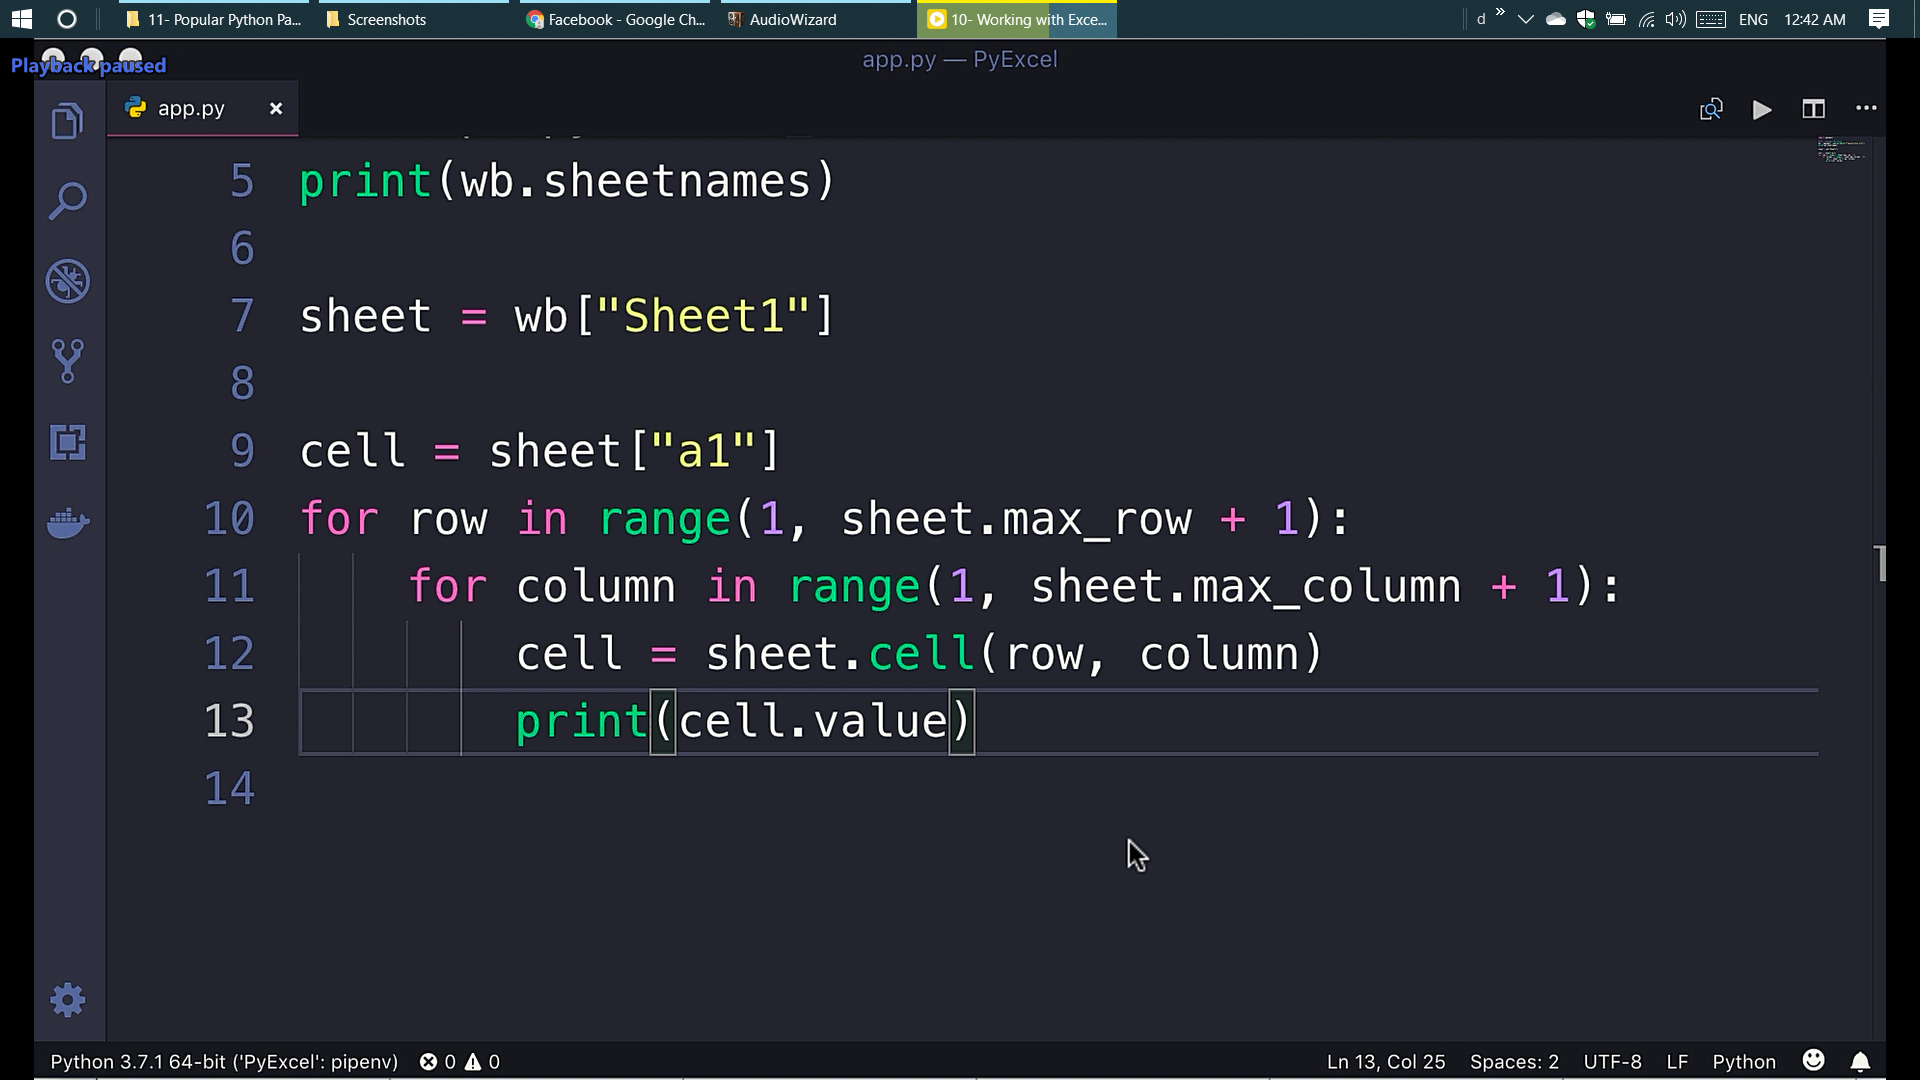 11- Popular Python Pa...
Screenshots
Facebook - Google Ch...
AudioWizard
10- Working with Exce...
d
»
ENG
12:42 AM
Playback paused
app.py — PyExcel
app.py
5 print(wb.sheetnames)
6
7 sheet = wb["Sheet1"]
8
9 cell = sheet["a1"]
10 for row in range(1, sheet.max_row + 1):
11 for column in range(1, sheet.max_column + 1):
12 cell = sheet.cell(row, column)
13 print(cell.value)
14
Python 3.7.1 64-bit ('PyExcel': pipenv) 0 0 Ln 13, Col 25 Spaces: 2 UTF-8 LF Python